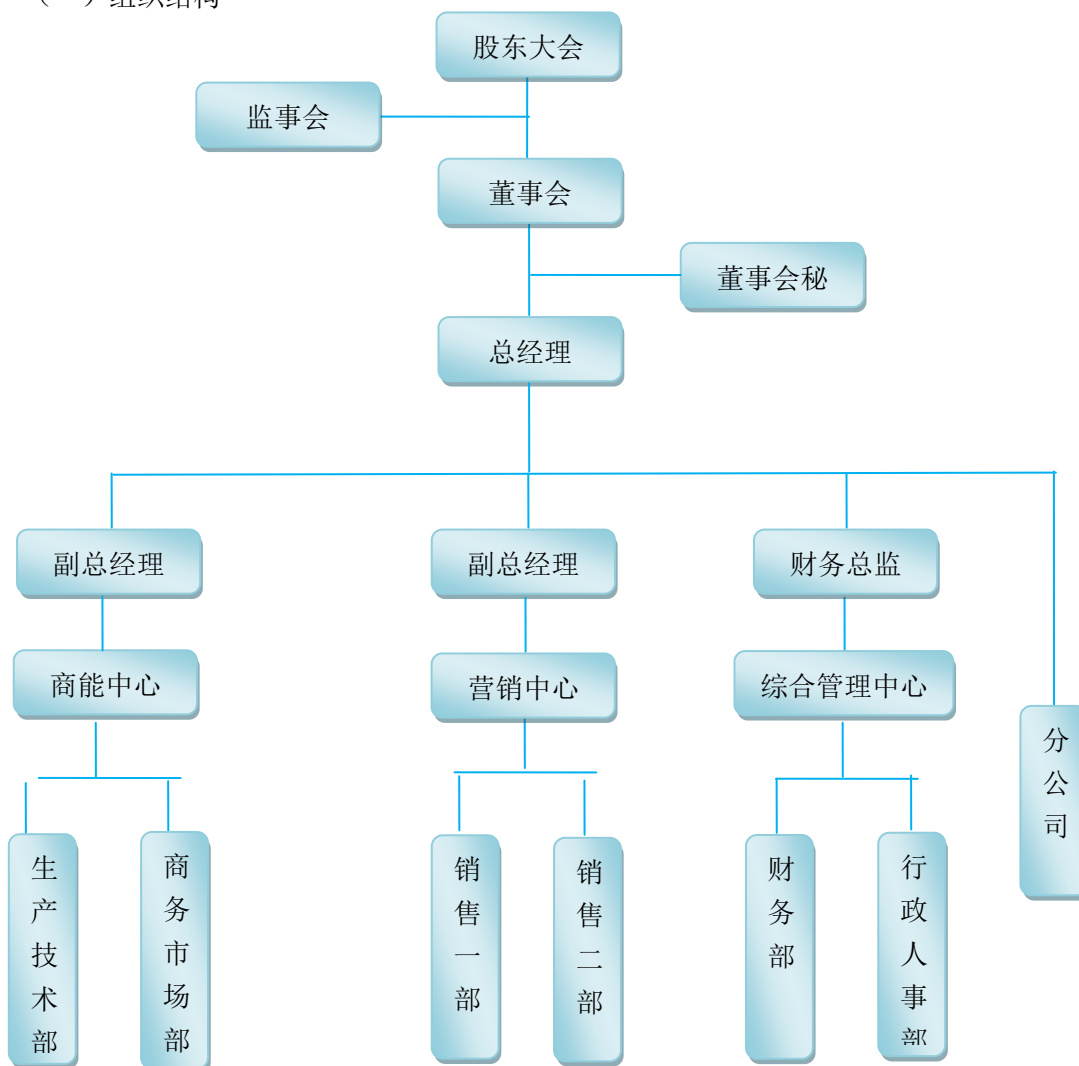 组织结构
股东大会
监事会
董事会
董事会秘
总经理
副总经理
副总经理
财务总监
商能中心
营销中心
综合管理中心
分公司
生产技术部
商务市场部
销售一部
销售二部
财务部
行政人事部